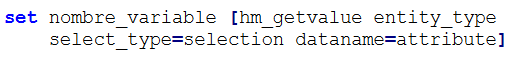 set nombre_variable [hm_getvalue entity_type
select_type=selection dataname=attribute]